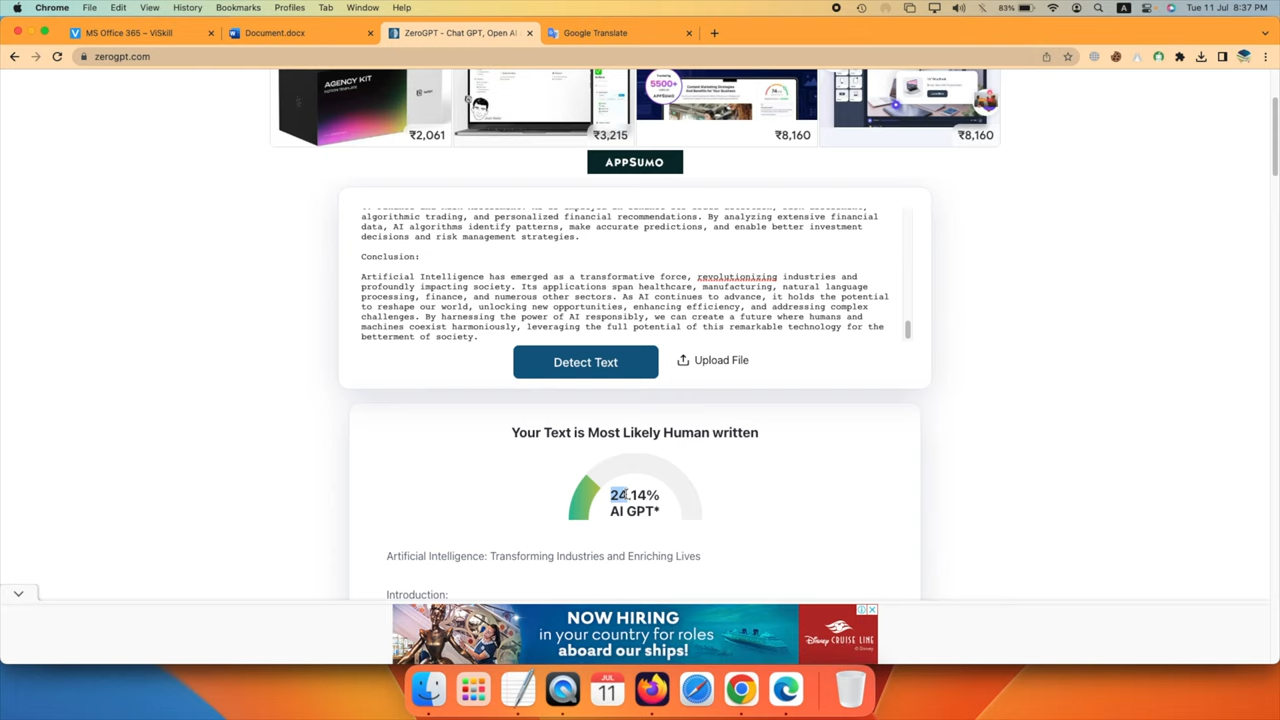 Chrome File Edit View History Bookmarks Profiles Tab Window Help 83% A Tue 11 Jul 8:37 PM
MS Office 365 – ViSkill Document.docx ZeroGPT - Chat GPT, Open AI Google Translate
zerogpt.com
AGENCY KIT
₹2,061 ₹3,215 5500+ ₹8,160 ₹8,160
APPSUMO
algorithmic trading, and personalized financial recommendations. By analyzing extensive financial
data, AI algorithms identify patterns, make accurate predictions, and enable better investment
decisions and risk management strategies.
Conclusion:
Artificial Intelligence has emerged as a transformative force, revolutionizing industries and
profoundly impacting society. Its applications span healthcare, manufacturing, natural language
processing, finance, and numerous other sectors. As AI continues to advance, it holds the potential
to reshape our world, unlocking new opportunities, enhancing efficiency, and addressing complex
challenges. By harnessing the power of AI responsibly, we can create a future where humans and
machines coexist harmoniously, leveraging the full potential of this remarkable technology for the
betterment of society.
Detect Text Upload File
Your Text is Most Likely Human written
24.14%
AI GPT*
Artificial Intelligence: Transforming Industries and Enriching Lives
Introduction:
NOW HIRING
in your country for roles
aboard our ships!
DISNEY CRUISE LINE
© Disney
JUL
11